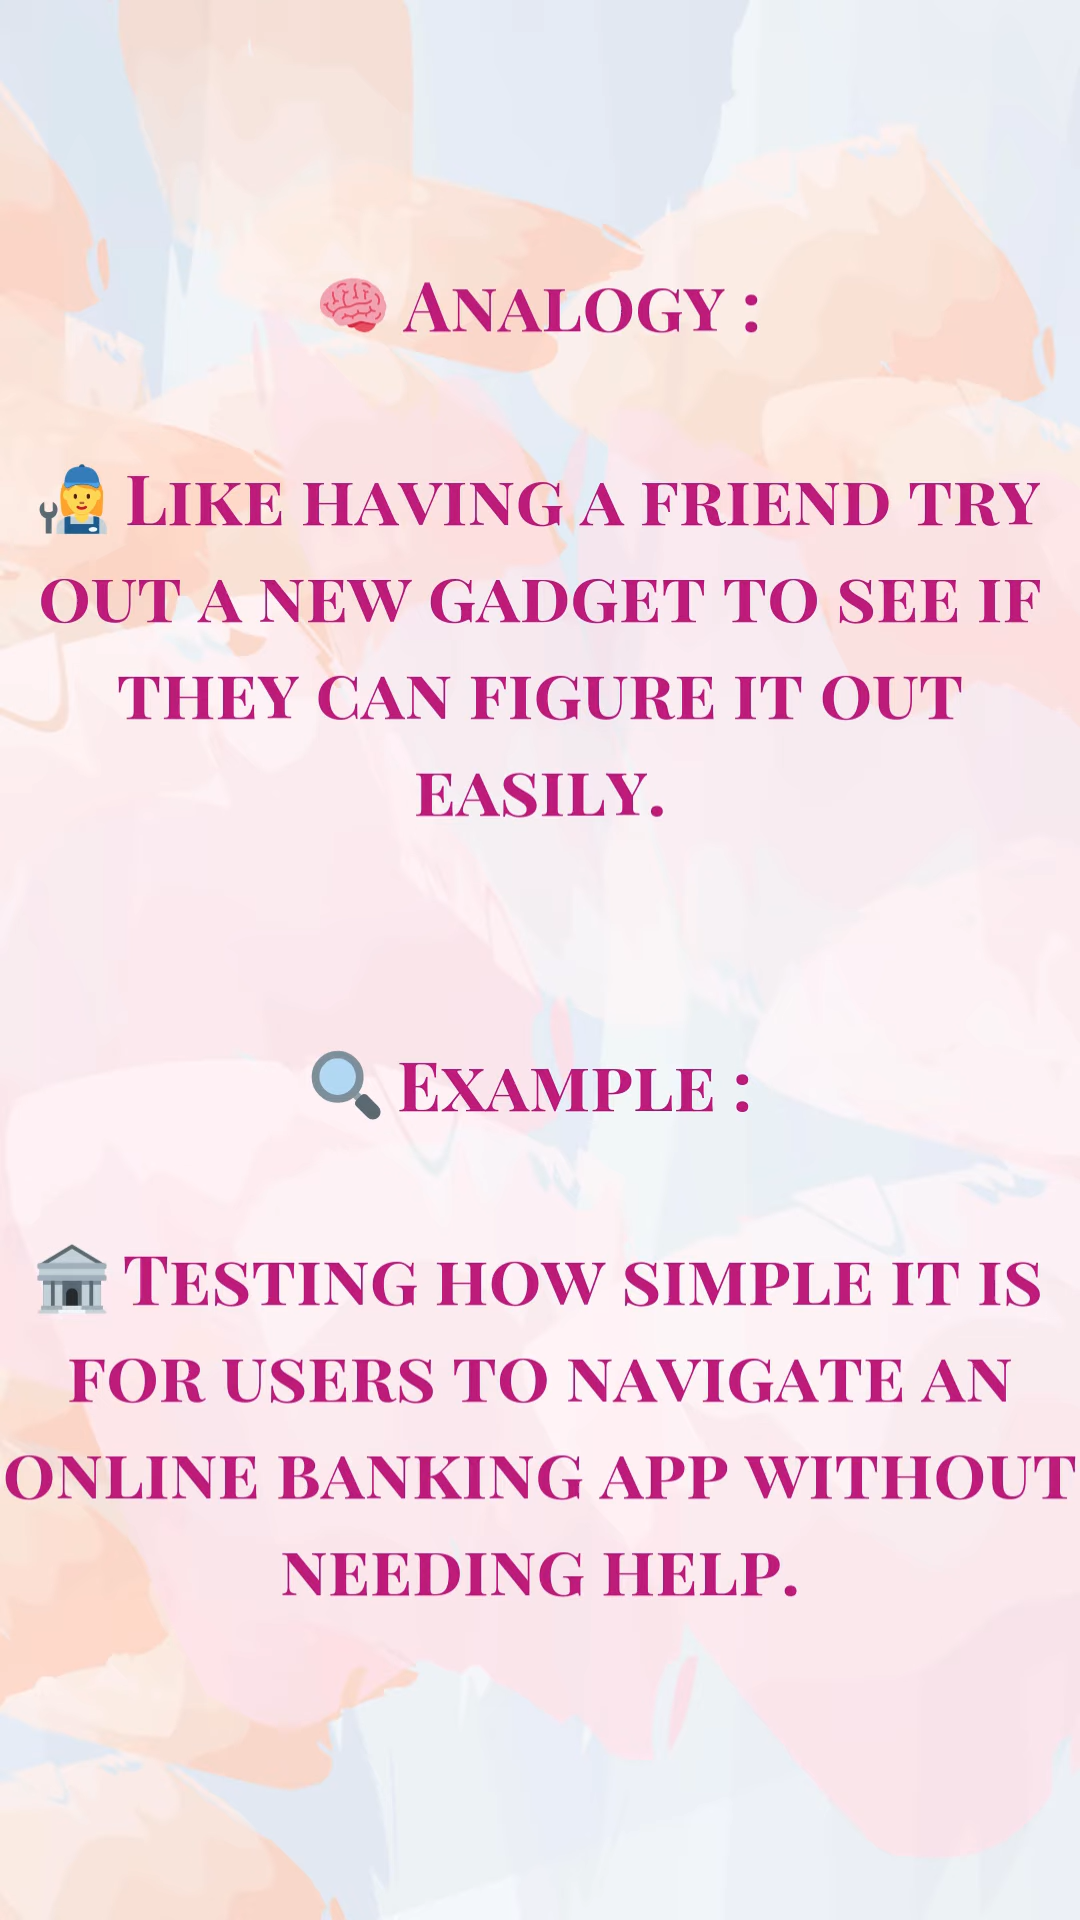 🧠 Analogy :
👩‍🔧 Like having a friend try
out a new gadget to see if
they can figure it out
easily.
🔍 Example :
🏛️ Testing how simple it is
for users to navigate an
online banking app without
needing help.